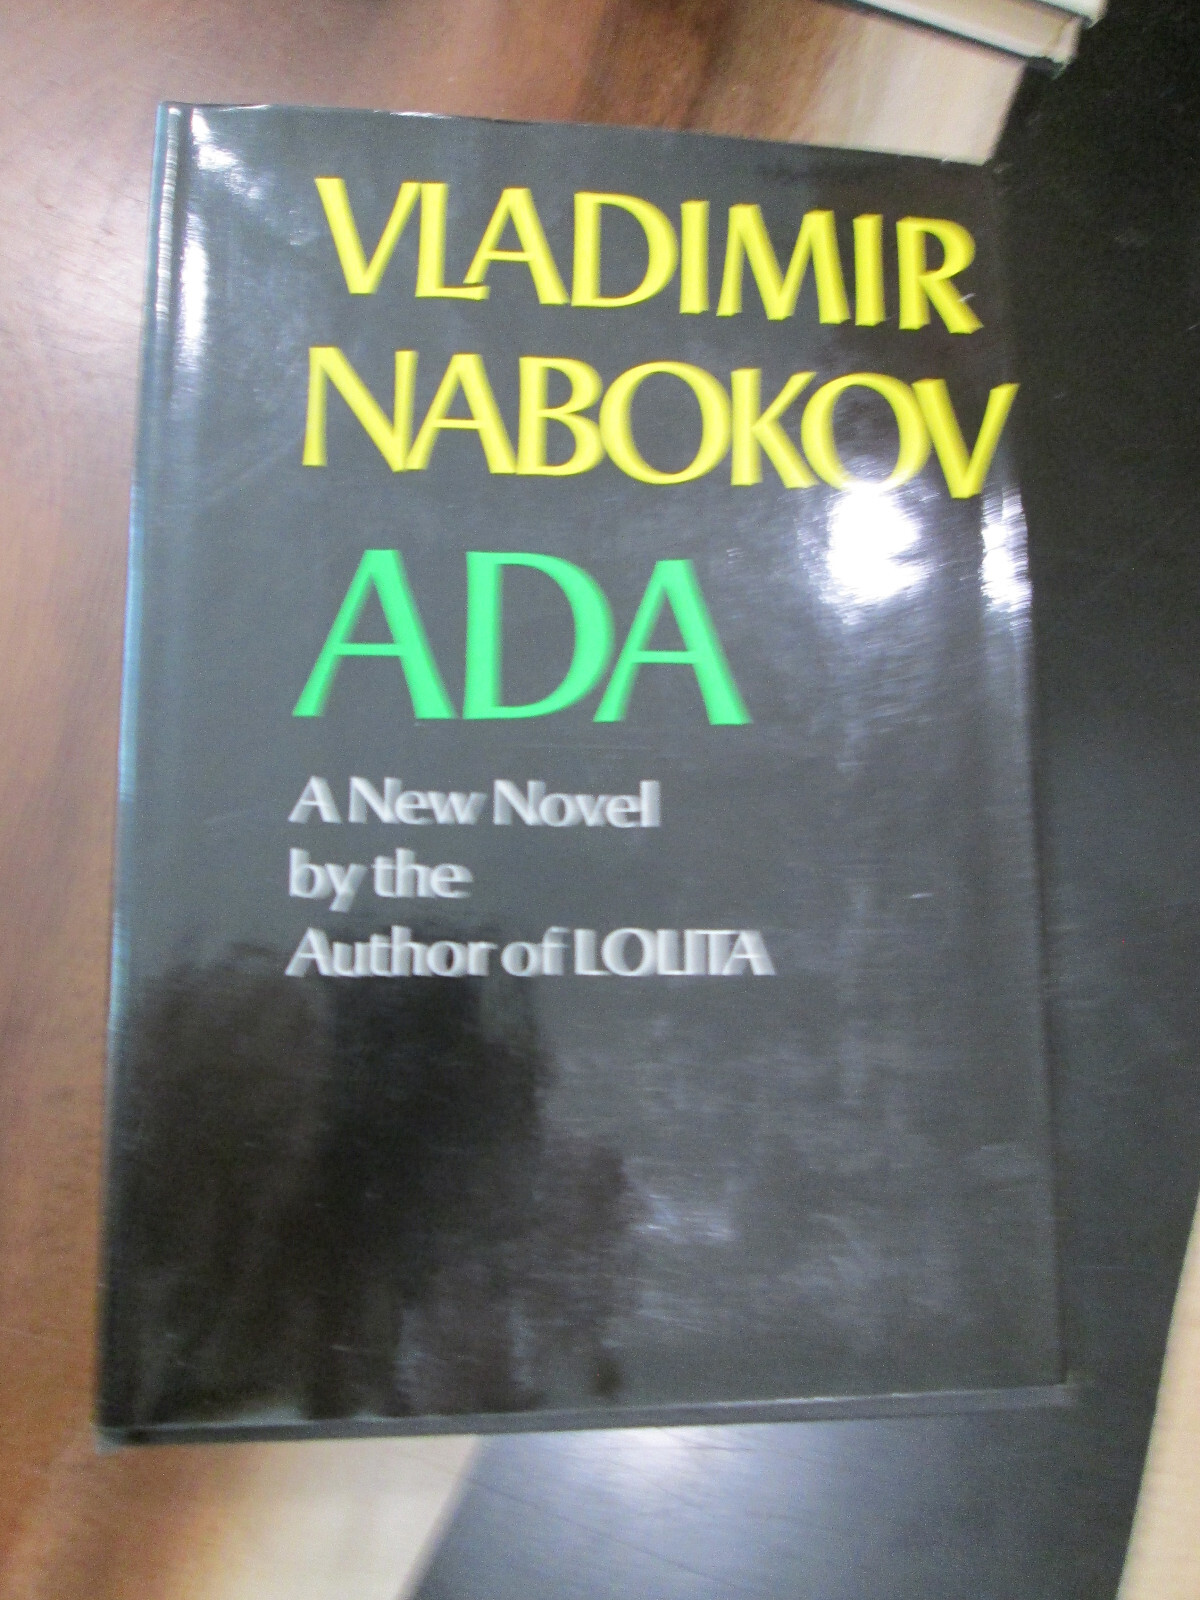 VLADIMIR
NABOKOV
ADA
A New Novel
by the
Author of LOLITA